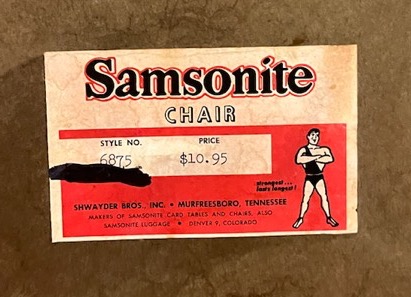 Samsonite
CHAIR
STYLE NO. PRICE
6875 $10.95
strongest...
lasts longest!
SHWAYDER BROS., INC. • MURFREESBORO, TENNESSEE
MAKERS OF SAMSONITE CARD TABLES AND CHAIRS, ALSO
SAMSONITE LUGGAGE • DENVER 9, COLORADO